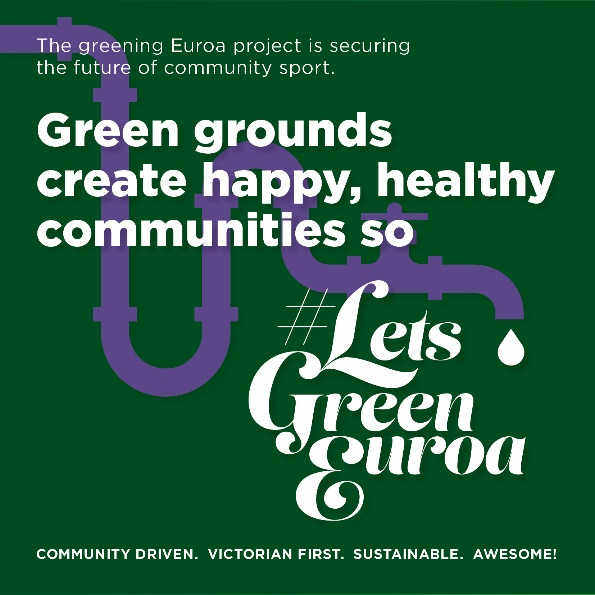 The greening Euroa project is securing
the future of community sport.
Green grounds
create happy, healthy
communities so
#Lets
Green
Euroa
COMMUNITY DRIVEN. VICTORIAN FIRST. SUSTAINABLE. AWESOME!